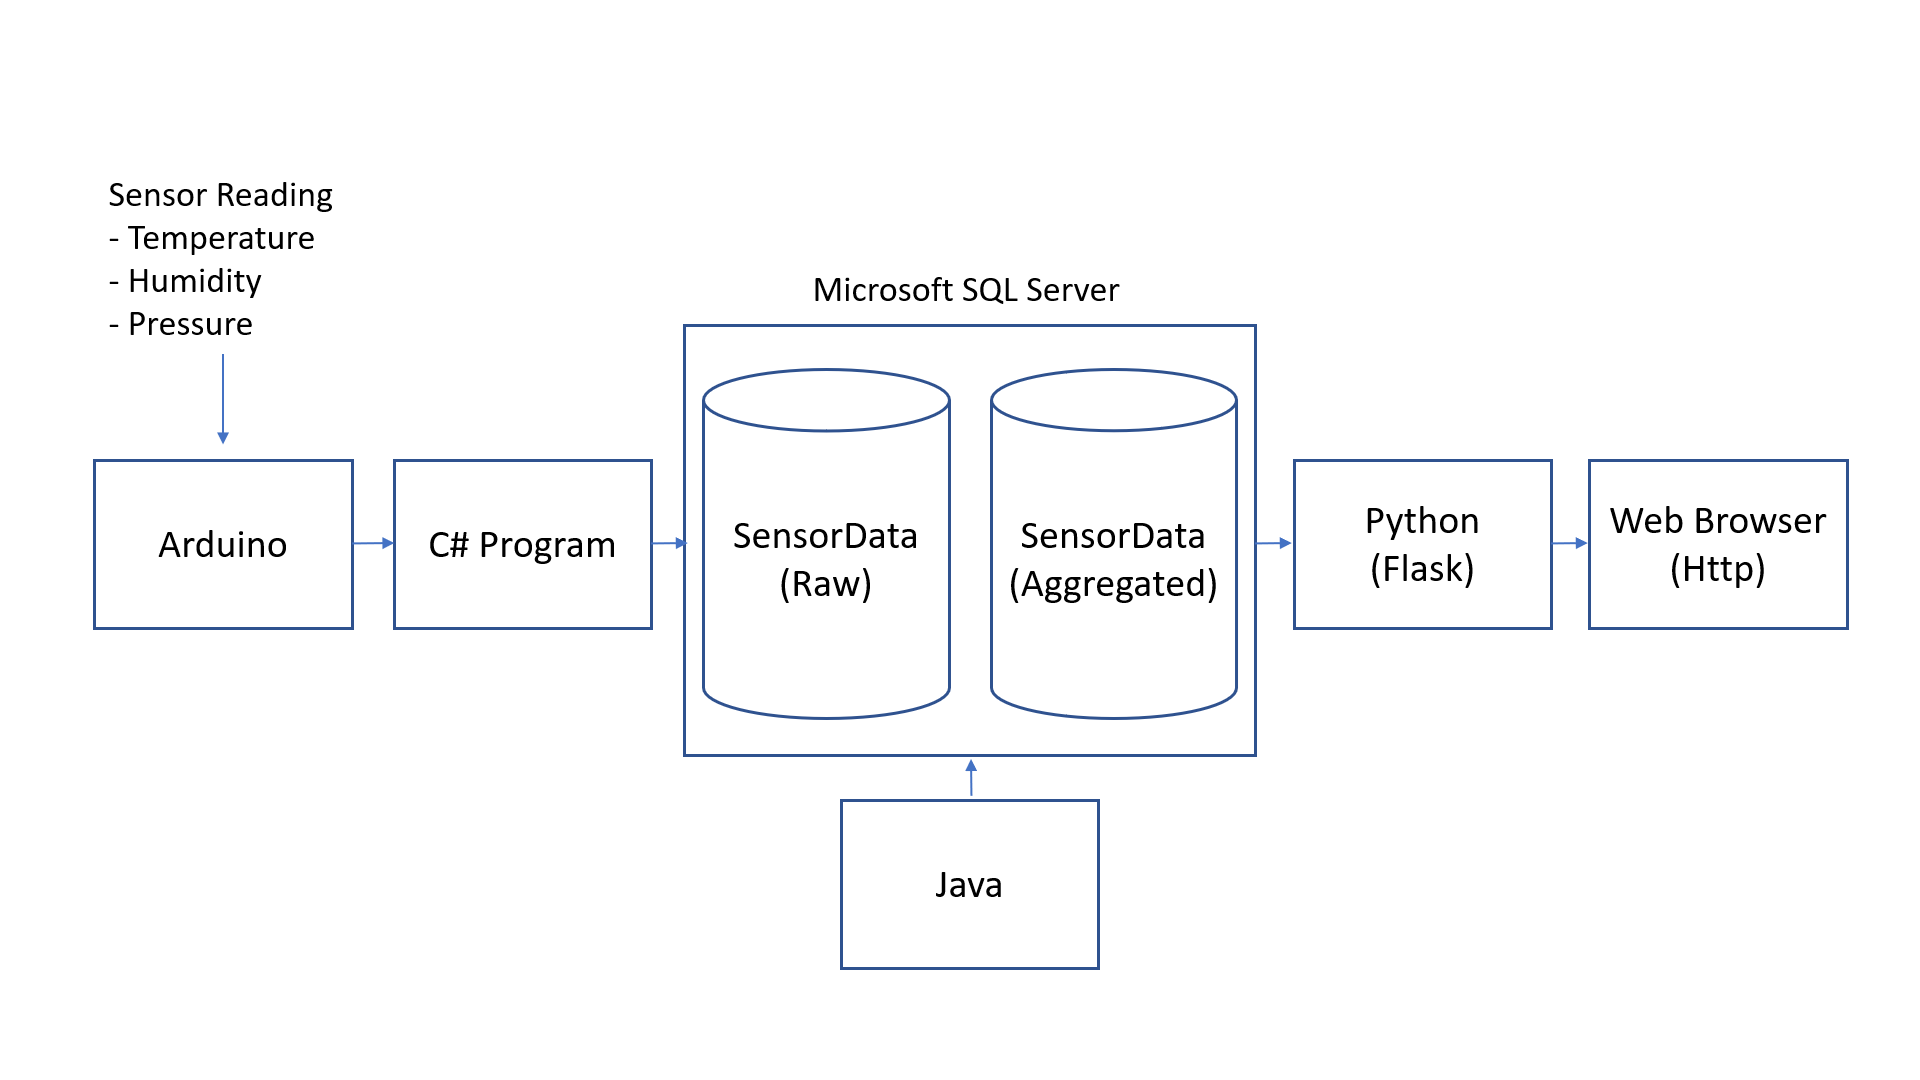 Sensor Reading
- Temperature
- Humidity
- Pressure
Microsoft SQL Server
Arduino
C# Program
SensorData
(Raw)
SensorData
(Aggregated)
Python
(Flask)
Web Browser
(Http)
Java